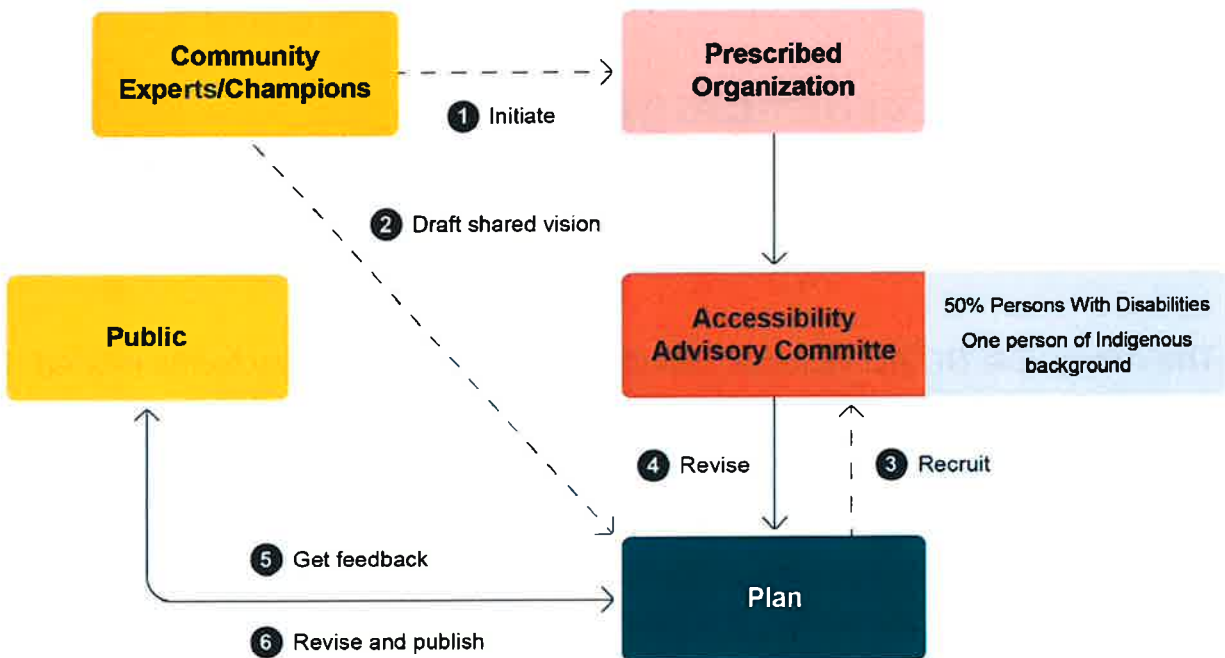 Community
Experts/Champions
Prescribed
Organization
1 Initiate
2 Draft shared vision
Public
Accessibility
Advisory Committe
50% Persons With Disabilities
One person of Indigenous
background
4 Revise
3 Recruit
5 Get feedback
Plan
6 Revise and publish